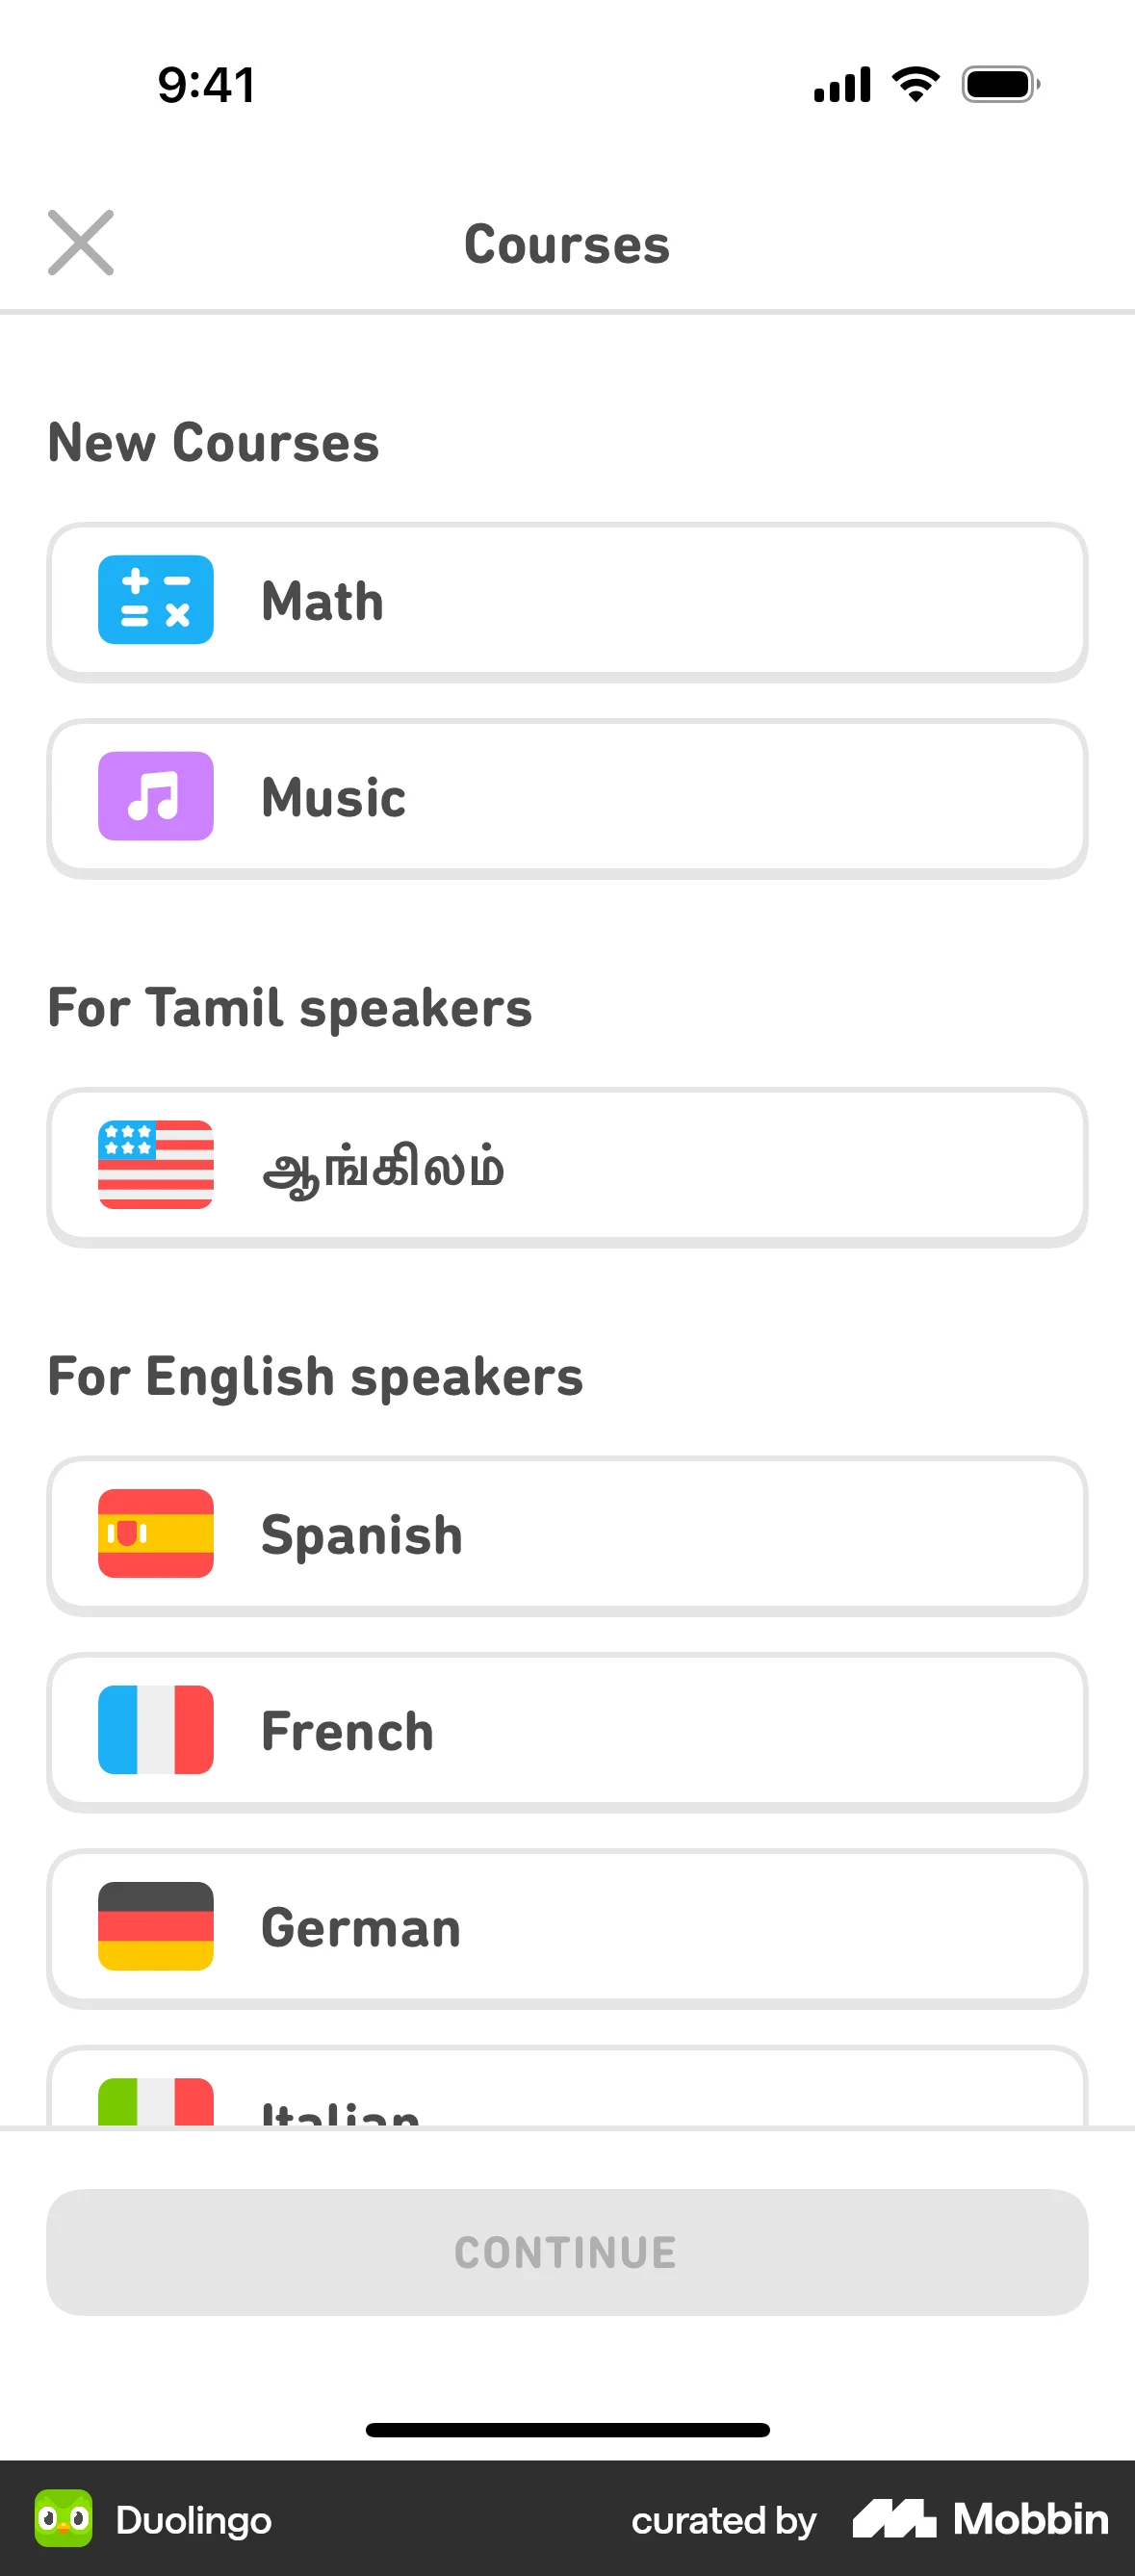 9:41
Courses
New Courses
Math
Music
For Tamil speakers
ஆங்கிலம்
For English speakers
Spanish
French
German
Italian
CONTINUE
Duolingo
curated by Mobbin